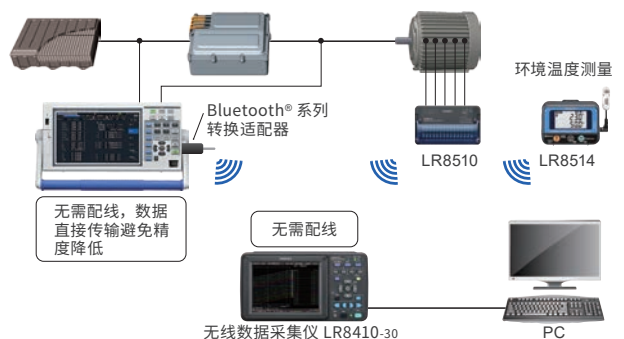 环境温度测量
Bluetooth® 系列
转换适配器
LR8510
LR8514
无需配线，数据
直接传输避免精
度降低
无需配线
无线数据采集仪 LR8410-30
PC